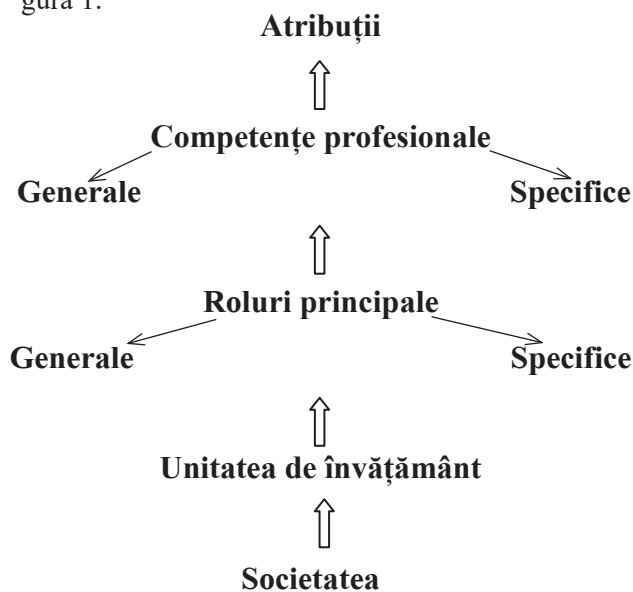 gura 1.
Atribuții
Competențe profesionale
Generale Specifice
Roluri principale
Generale Specifice
Unitatea de învățământ
Societatea